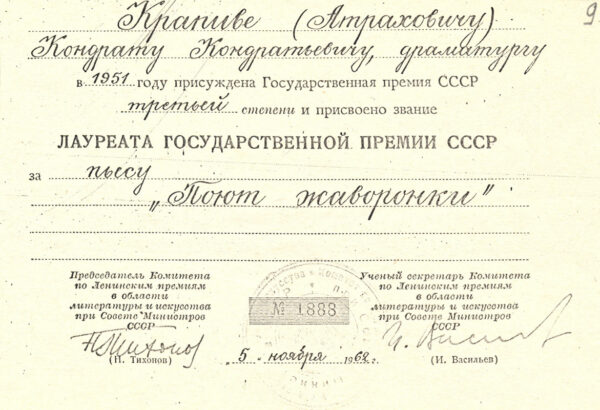 9
Крапиве (Атраховичу)
Кондрату Кондратьевичу, драматургу
в 1951 году присуждена Государственная премия СССР
третьей степени и присвоено звание
ЛАУРЕАТА ГОСУДАРСТВЕННОЙ ПРЕМИИ СССР
за пьесу
„Поют жаворонки"
Председатель Комитета
по Ленинским премиям
в области
литературы и искусства
при Совете Министров
СССР
(Н. Тихонов)
№ 1888
5 ноября 1962.
Ученый секретарь Комитета
по Ленинским премиям
в области
литературы и искусства
при Совете Министров
СССР
(И. Васильев)